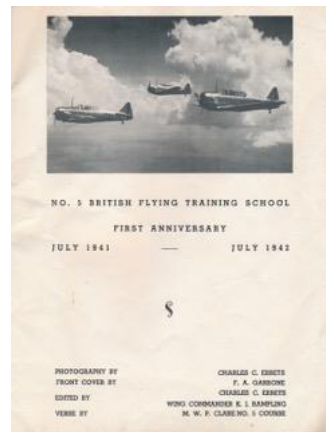 NO. 5 BRITISH FLYING TRAINING SCHOOL
FIRST ANNIVERSARY
JULY 1941 — JULY 1942
PHOTOGRAPHY BY CHARLES C. EBBETS
FRONT COVER BY F. A. GARBONE
CHARLES C. EBBETS
EDITED BY
WING COMMANDER K. J. RAMPLING
VERSE BY M. W. P. CLARE NO. 5 COURSE